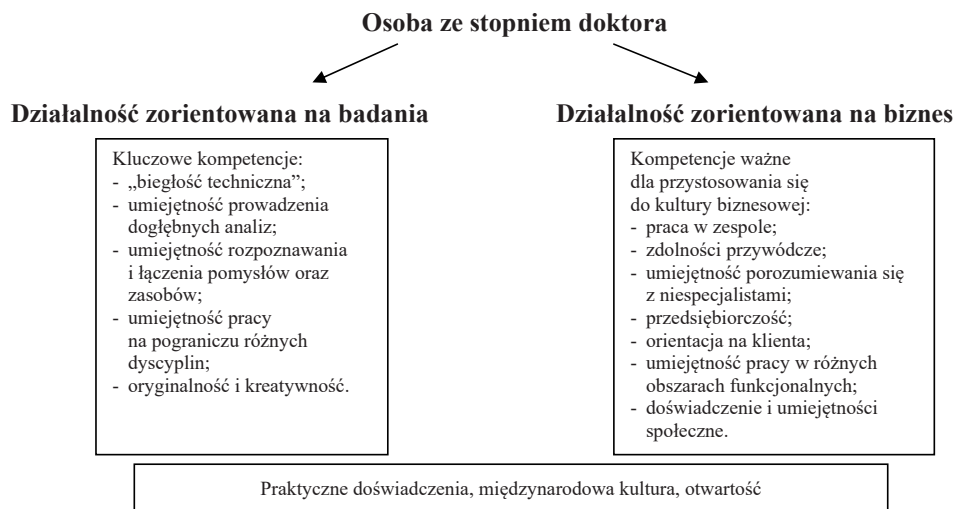 Osoba ze stopniem doktora
Działalność zorientowana na badania
Kluczowe kompetencje:
- „biegłość techniczna”;
- umiejętność prowadzenia
dogłębnych analiz;
- umiejętność rozpoznawania
i łączenia pomysłów oraz
zasobów;
- umiejętność pracy
na pograniczu różnych
dyscyplin;
- oryginalność i kreatywność.
Działalność zorientowana na biznes
Kompetencje ważne
dla przystosowania się
do kultury biznesowej:
- praca w zespole;
- zdolności przywódcze;
- umiejętność porozumiewania się
z niespecjalistami;
- przedsiębiorczość;
- orientacja na klienta;
- umiejętność pracy w różnych
obszarach funkcjonalnych;
- doświadczenie i umiejętności
społeczne.
Praktyczne doświadczenia, międzynarodowa kultura, otwartość